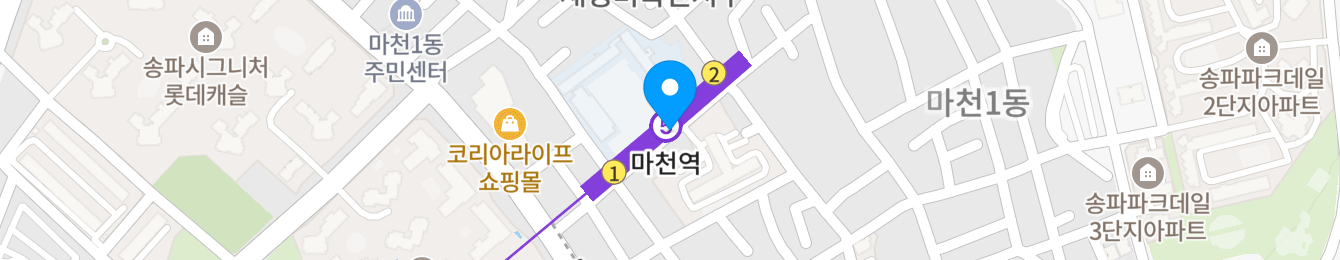 마천1동
주민센터
송파시그니처
롯데캐슬
2
송파파크데일
2단지아파트
마천1동
코리아라이프
쇼핑몰
마천역
1
송파파크데일
3단지아파트